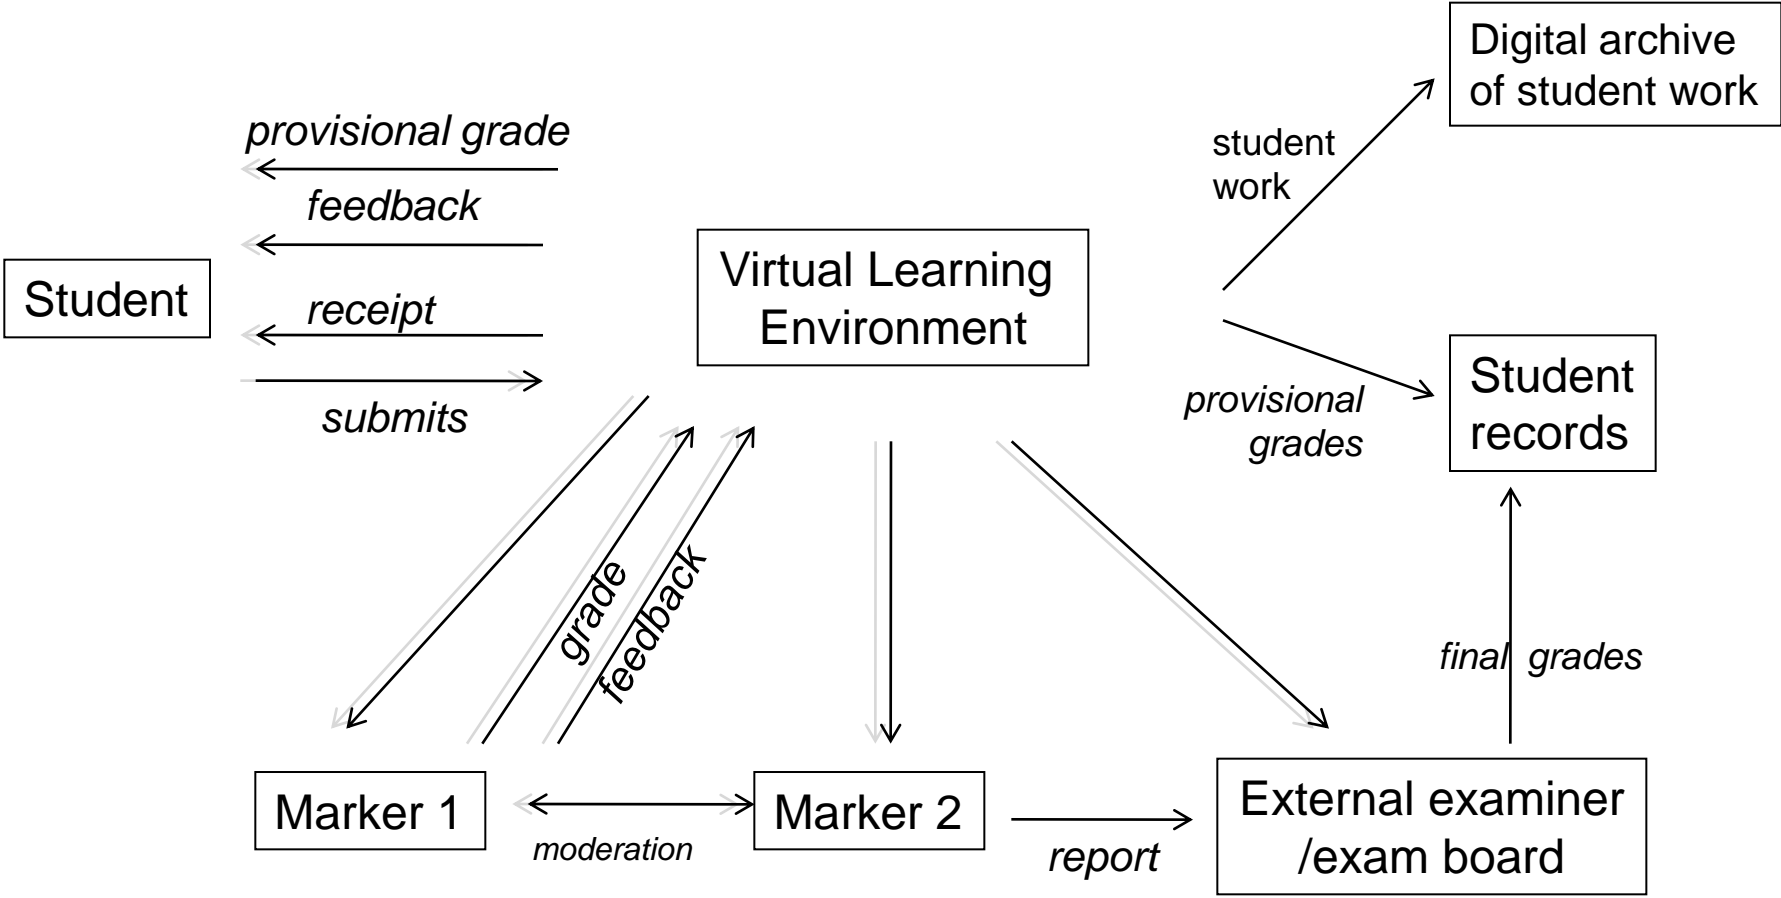 Digital archive
of student work
provisional grade
student
work
feedback
Virtual Learning
Environment
Student
receipt
submits
provisional
grades
Student
records
grade
feedback
final grades
Marker 1
moderation
Marker 2
report
External examiner
/exam board